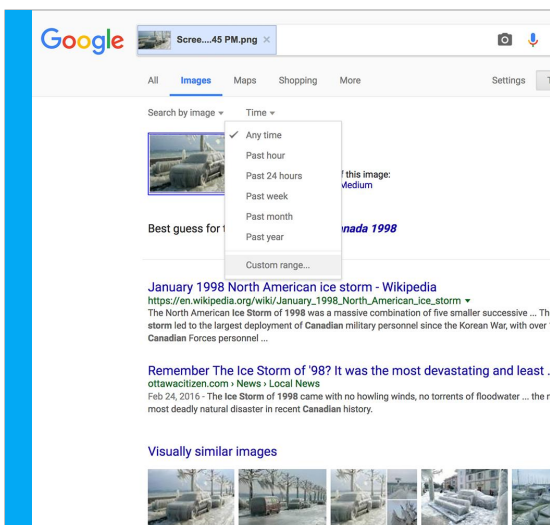 Google
Scree....45 PM.png ×
All Images Maps Shopping More Settings
Search by image Time
Any time
Past hour
Past 24 hours
Past week
Past month
Past year
Custom range...
this image:
Medium
Best guess for nada 1998
January 1998 North American ice storm - Wikipedia
https://en.wikipedia.org/wiki/January_1998_North_American_ice_storm
The North American Ice Storm of 1998 was a massive combination of five smaller successive ... Th
storm led to the largest deployment of Canadian military personnel since the Korean War, with over
Canadian Forces personnel ...
Remember The Ice Storm of '98? It was the most devastating and least .
ottawacitizen.com › News › Local News
Feb 24, 2016 - The Ice Storm of 1998 came with no howling winds, no torrents of floodwater ... the
most deadly natural disaster in recent Canadian history.
Visually similar images